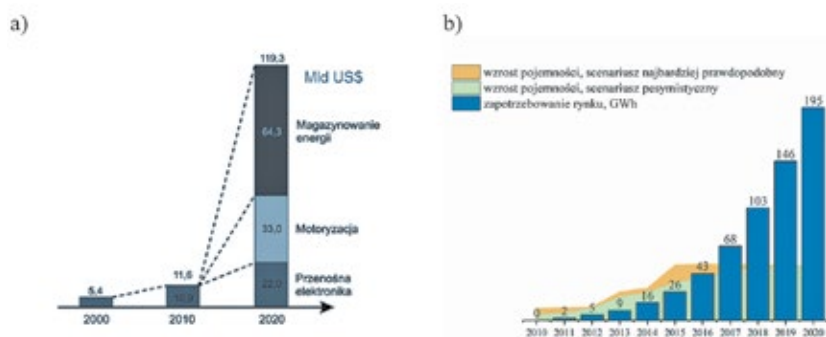 a)
119,3
Mld US$
64,3
Magazynowanie
energii
33,0
Motoryzacja
5,4
11,6
10,9
22,0
Przenośna
elektronika
2000
2010
2020
b)
wzrost pojemności, scenariusz najbardziej prawdopodobny
wzrost pojemności, scenariusz pesymistyczny
zapotrzebowanie rynku, GWh
0
2
5
9
16
26
43
68
103
146
195
2010 2011 2012 2013 2014 2015 2016 2017 2018 2019 2020